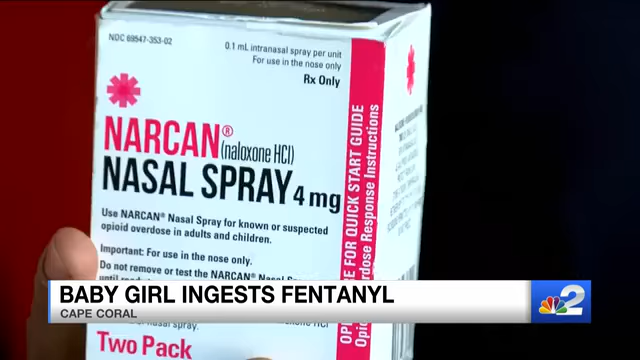 NDC 69547-353-02
0.1 mL intranasal spray per unit
For use in the nose only
Rx Only
NARCAN®
(naloxone HCl)
NASAL SPRAY 4 mg
Use NARCAN® Nasal Spray for known or suspected
opioid overdose in adults and children.
Important: For use in the nose only.
Do not remove or test the NARCAN® Nasal
until
nasal spray.
HCl
Two Pack
FOR QUICK START GUIDE
Overdose Response Instructions
BABY GIRL INGESTS FENTANYL
CAPE CORAL
2